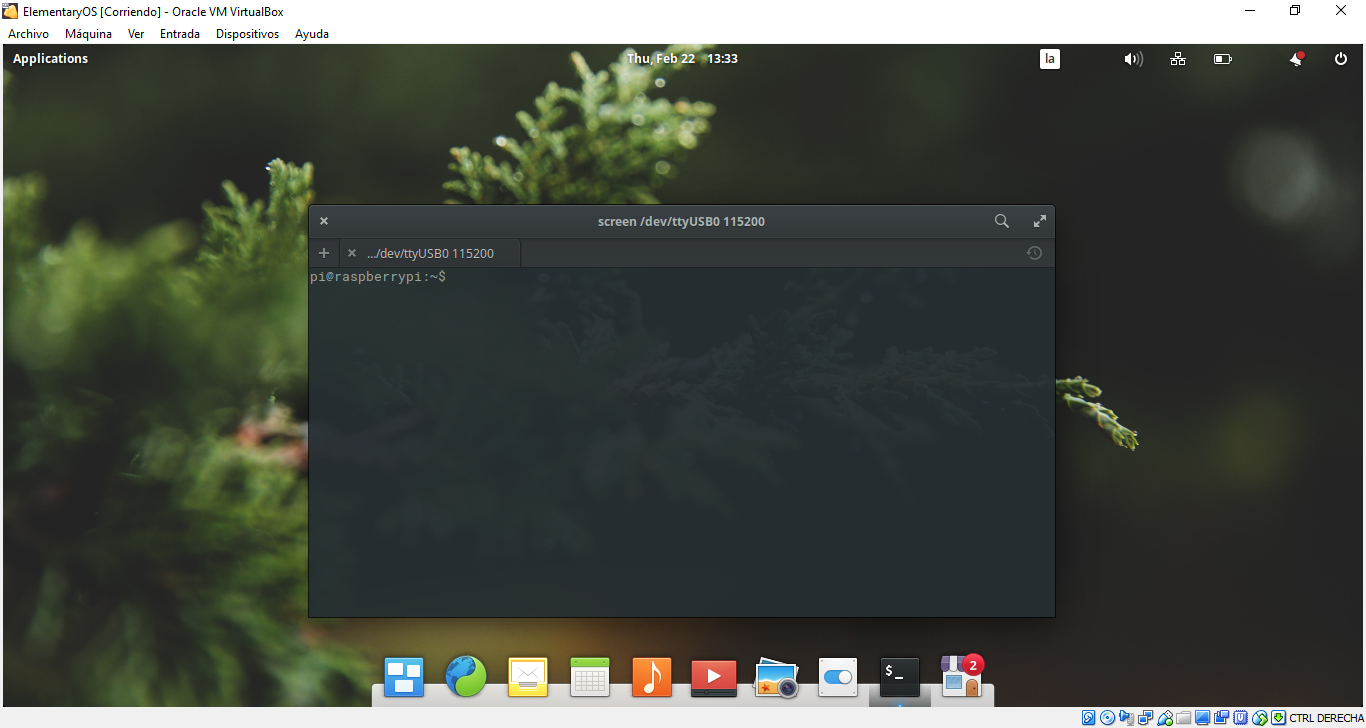 ElementaryOS [Corriendo] - Oracle VM VirtualBox
Archivo Máquina Ver Entrada Dispositivos Ayuda
Applications Thu, Feb 22 13:33 la
screen /dev/ttyUSB0 115200
.../dev/ttyUSB0 115200
pi@raspberrypi:~$
$_
2
CTRL DERECHA